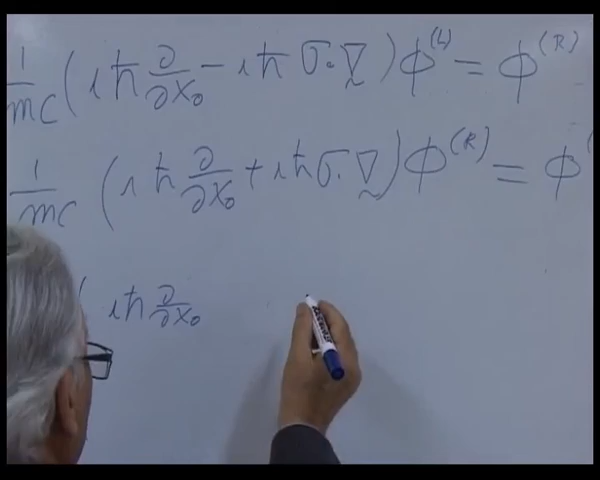 1/mc (iħ ∂/∂x₀ − iħ σ·∇) ϕ^(L) = ϕ^(R)
1/mc (iħ ∂/∂x₀ + iħ σ·∇) ϕ^(R) = ϕ^(
( iħ ∂/∂x₀